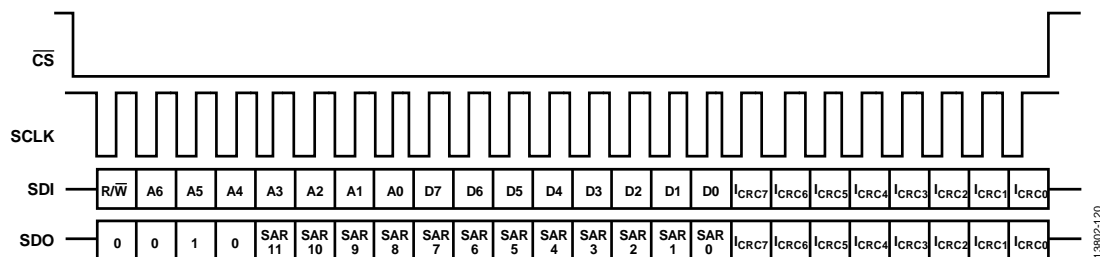 CS
SCLK
SDI R/W A6 A5 A4 A3 A2 A1 A0 D7 D6 D5 D4 D3 D2 D1 D0 ICRC7 ICRC6 ICRC5 ICRC4 ICRC3 ICRC2 ICRC1 ICRC0
SDO 0 0 1 0 SAR 11 SAR 10 SAR 9 SAR 8 SAR 7 SAR 6 SAR 5 SAR 4 SAR 3 SAR 2 SAR 1 SAR 0 ICRC7 ICRC6 ICRC5 ICRC4 ICRC3 ICRC2 ICRC1 ICRC0
13802-120